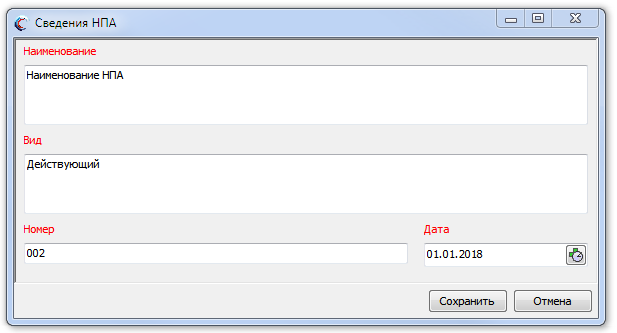 Сведения НПА
Наименование
Наименование НПА
Вид
Действующий
Номер
Дата
002
01.01.2018
Сохранить
Отмена